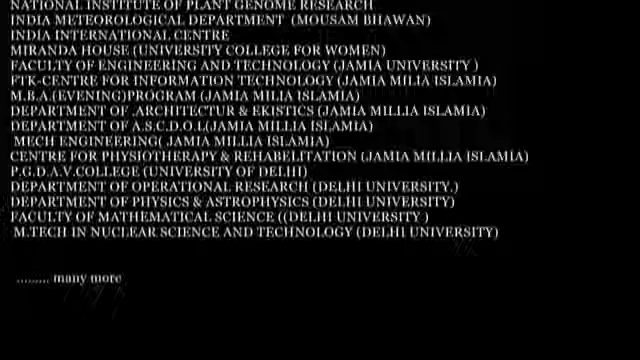 NATIONAL INSTITUTE OF PLANT GENOME RESEARCH
INDIA METEOROLOGICAL DEPARTMENT (MOUSAM BHAWAN)
INDIA INTERNATIONAL CENTRE
MIRANDA HOUSE (UNIVERSITY COLLEGE FOR WOMEN)
FACULTY OF ENGINEERING AND TECHNOLOGY (JAMIA UNIVERSITY )
FTK-CENTRE FOR INFORMATION TECHNOLOGY (JAMIA MILIA ISLAMIA)
M.B.A.(EVENING)PROGRAM (JAMIA MILIA ISLAMIA)
DEPARTMENT OF .ARCHITECTUR & EKISTICS (JAMIA MILLIA ISLAMIA)
DEPARTMENT OF A.S.C.D.O.L(JAMIA MILLIA ISLAMIA)
MECH ENGINEERING( JAMIA MILLIA ISLAMIA)
CENTRE FOR PHYSIOTHERAPY & REHABELITATION (JAMIA MILLIA ISLAMIA)
P.G.D.A.V.COLLEGE (UNIVERSITY OF DELHI)
DEPARTMENT OF OPERATIONAL RESEARCH (DELHI UNIVERSITY.)
DEPARTMENT OF PHYSICS & ASTROPHYSICS (DELHI UNIVERSITY)
FACULTY OF MATHEMATICAL SCIENCE ((DELHI UNIVERSITY )
M.TECH IN NUCLEAR SCIENCE AND TECHNOLOGY (DELHI UNIVERSITY)
......... many more